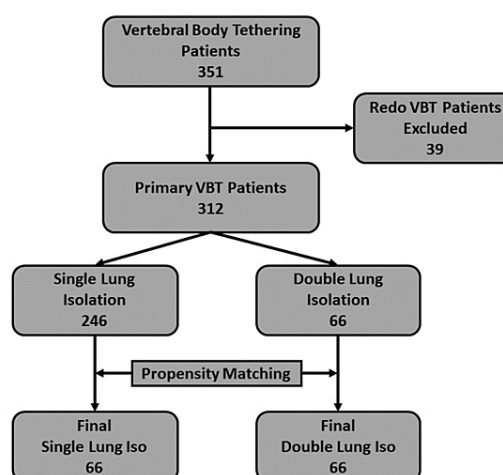 Vertebral Body Tethering
Patients
351
Redo VBT Patients
Excluded
39
Primary VBT Patients
312
Single Lung
Isolation
246
Double Lung
Isolation
66
Propensity Matching
Final
Single Lung Iso
66
Final
Double Lung Iso
66